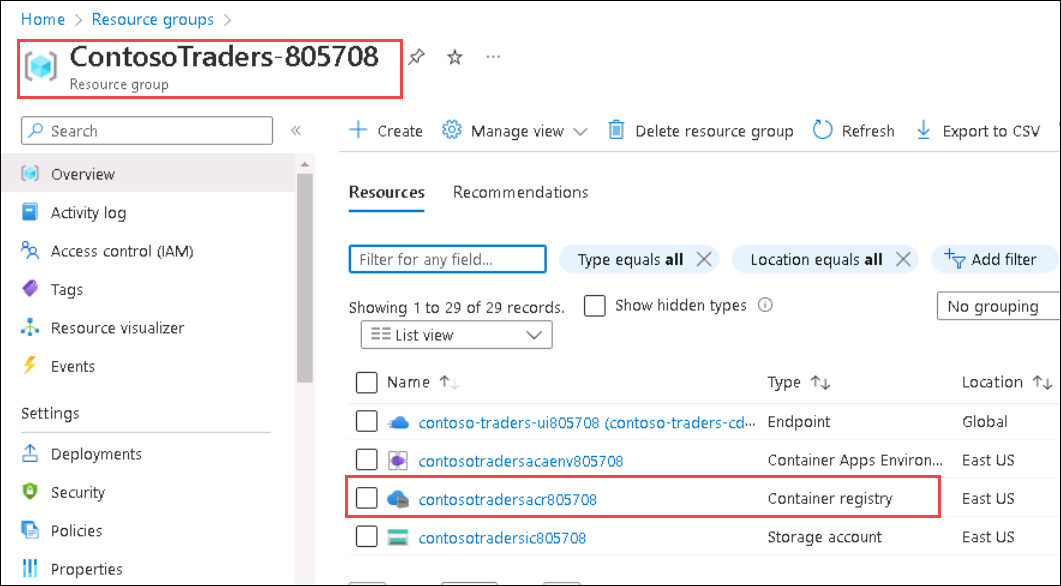 Home > Resource groups >
ContosoTraders-805708
Resource group
Search
Overview
Activity log
Access control (IAM)
Tags
Resource visualizer
Events
Settings
Deployments
Security
Policies
Properties
Create Manage view Delete resource group Refresh Export to CSV
Resources Recommendations
Filter for any field... Type equals all Location equals all Add filter
Showing 1 to 29 of 29 records. Show hidden types No grouping
List view
Name Type Location
contoso-traders-ui805708 (contoso-traders-cd... Endpoint Global
contosotradersacaenv805708 Container Apps Environ... East US
contosotradersacr805708 Container registry East US
contosotradersic805708 Storage account East US